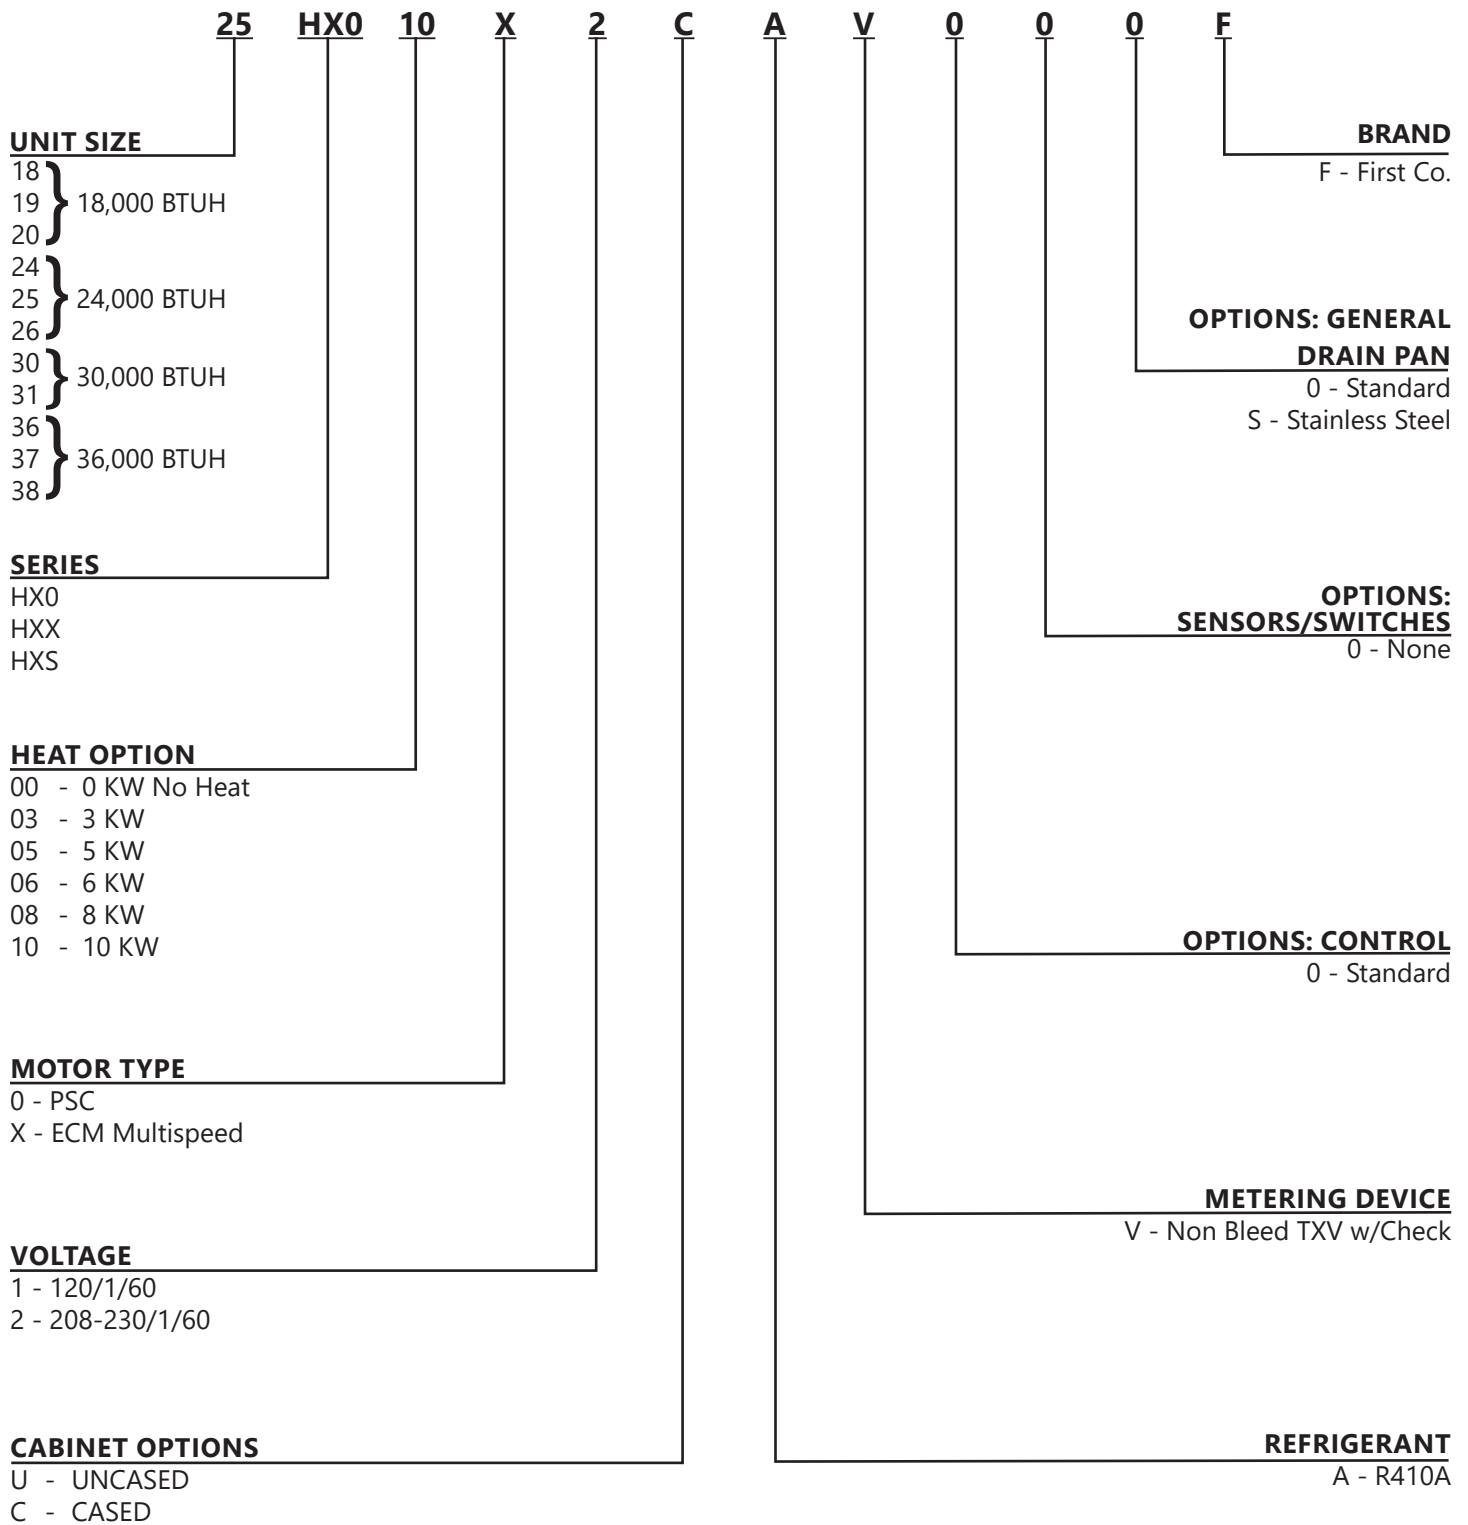 25 HX0 10 X 2 C A V 0 0 0 F
UNIT SIZE
18
19
20
18,000 BTUH
24
25
26
24,000 BTUH
30
31
30,000 BTUH
36
37
38
36,000 BTUH
SERIES
HX0
HXX
HXS
HEAT OPTION
00 - 0 KW No Heat
03 - 3 KW
05 - 5 KW
06 - 6 KW
08 - 8 KW
10 - 10 KW
MOTOR TYPE
0 - PSC
X - ECM Multispeed
VOLTAGE
1 - 120/1/60
2 - 208-230/1/60
CABINET OPTIONS
U - UNCASED
C - CASED
BRAND
F - First Co.
OPTIONS: GENERAL
DRAIN PAN
0 - Standard
S - Stainless Steel
OPTIONS:
SENSORS/SWITCHES
0 - None
OPTIONS: CONTROL
0 - Standard
METERING DEVICE
V - Non Bleed TXV w/Check
REFRIGERANT
A - R410A